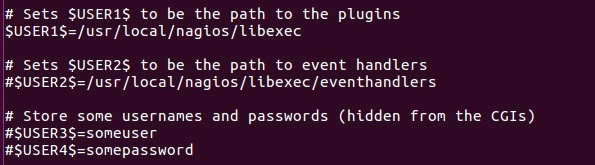 # Sets $USER1$ to be the path to the plugins
$USER1$=/usr/local/nagios/libexec
# Sets $USER2$ to be the path to event handlers
#$USER2$=/usr/local/nagios/libexec/eventhandlers
# Store some usernames and passwords (hidden from the CGIs)
#$USER3$=someuser
#$USER4$=somepassword